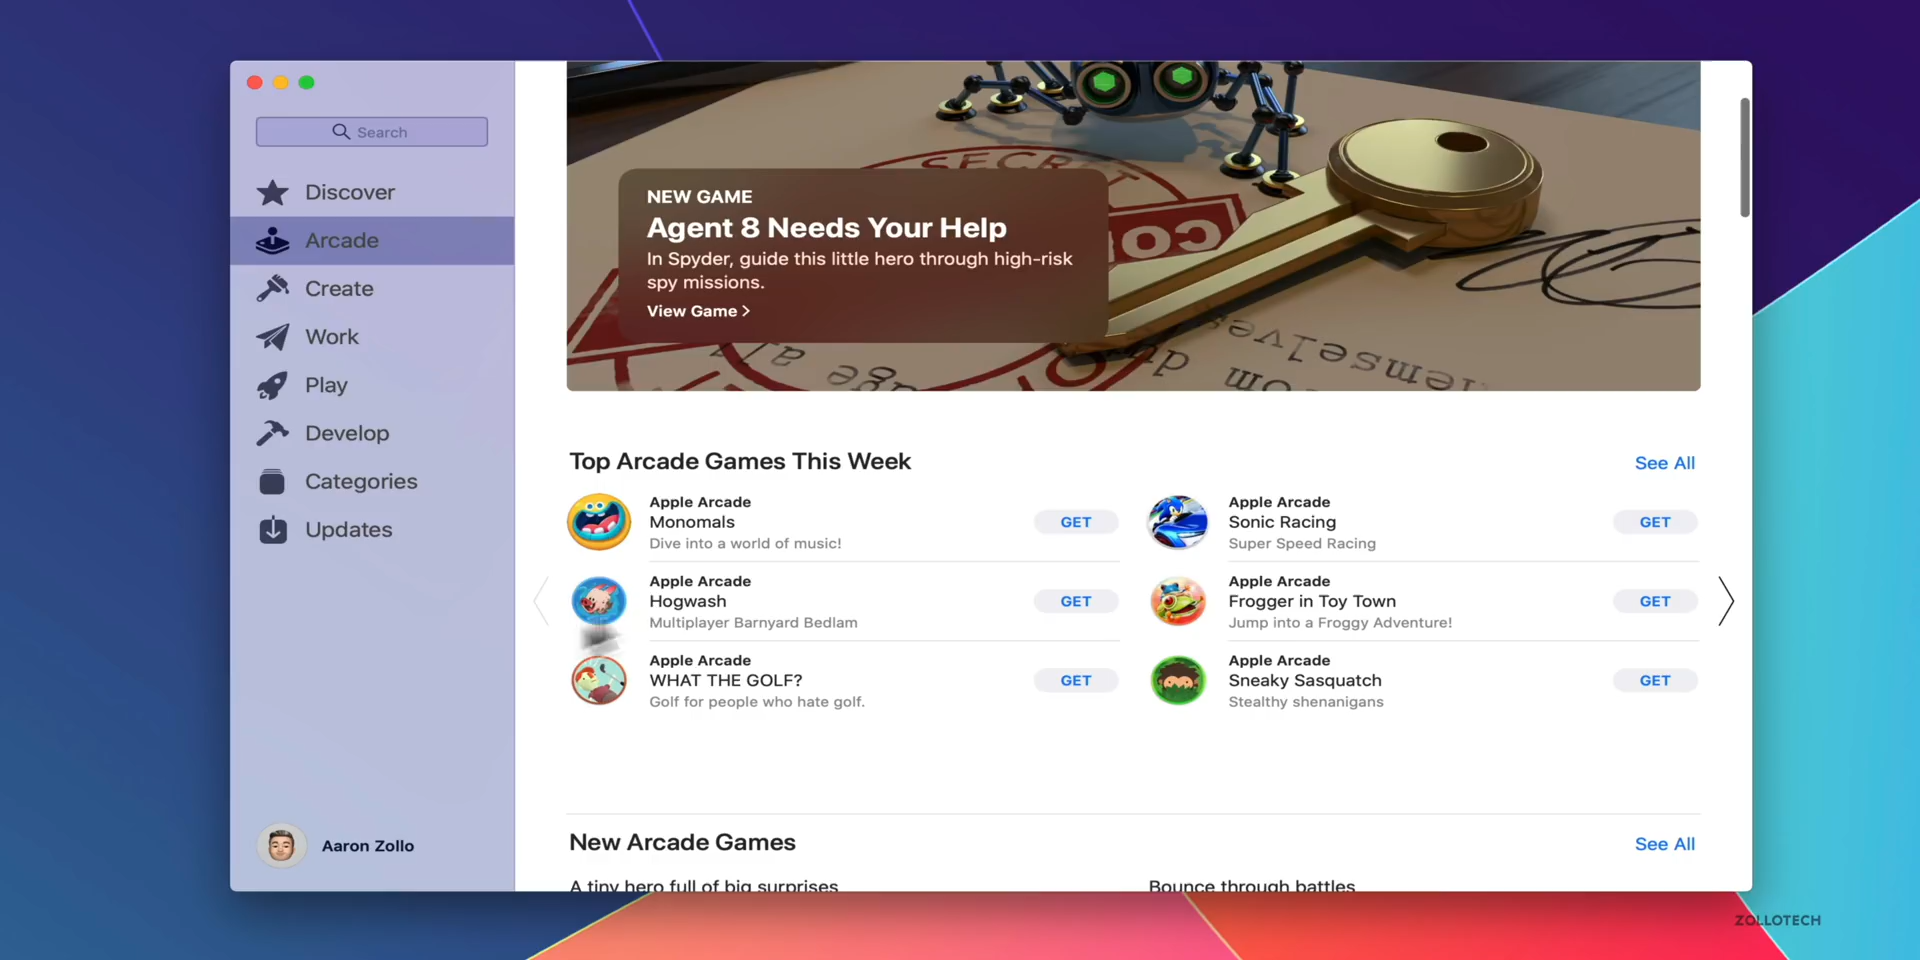 Search
Discover
Arcade
Create
Work
Play
Develop
Categories
Updates
Aaron Zollo
SECRET
NEW GAME
Agent 8 Needs Your Help
In Spyder, guide this little hero through high-risk
spy missions.
View Game >
Top Arcade Games This Week
See All
Apple Arcade
Monomals
Dive into a world of music!
GET
Apple Arcade
Sonic Racing
Super Speed Racing
GET
Apple Arcade
Hogwash
Multiplayer Barnyard Bedlam
GET
Apple Arcade
Frogger in Toy Town
Jump into a Froggy Adventure!
GET
Apple Arcade
WHAT THE GOLF?
Golf for people who hate golf.
GET
Apple Arcade
Sneaky Sasquatch
Stealthy shenanigans
GET
New Arcade Games
See All
A tiny hero full of big surprises
Bounce through battles
ZOLLOTECH